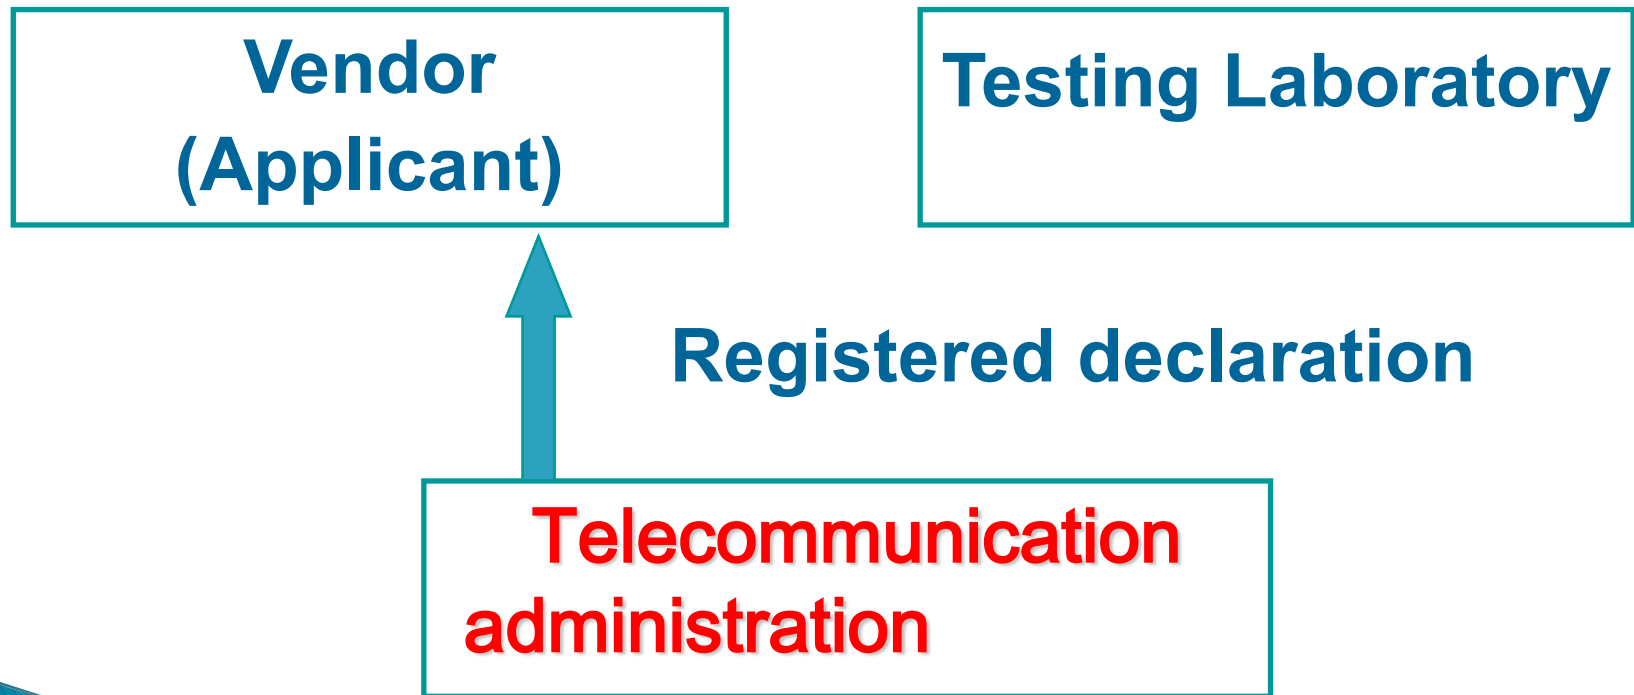 Vendor
(Applicant)
Testing Laboratory
Registered declaration
Telecommunication
administration